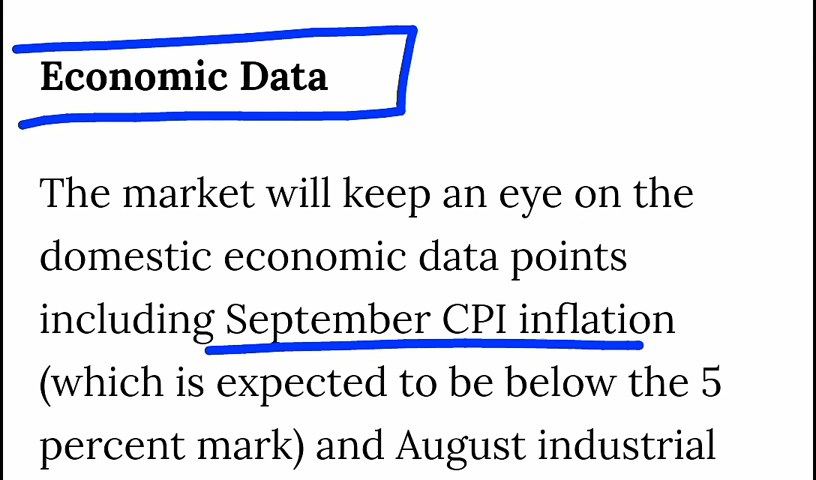 Economic Data
The market will keep an eye on the
domestic economic data points
including September CPI inflation
(which is expected to be below the 5
percent mark) and August industrial